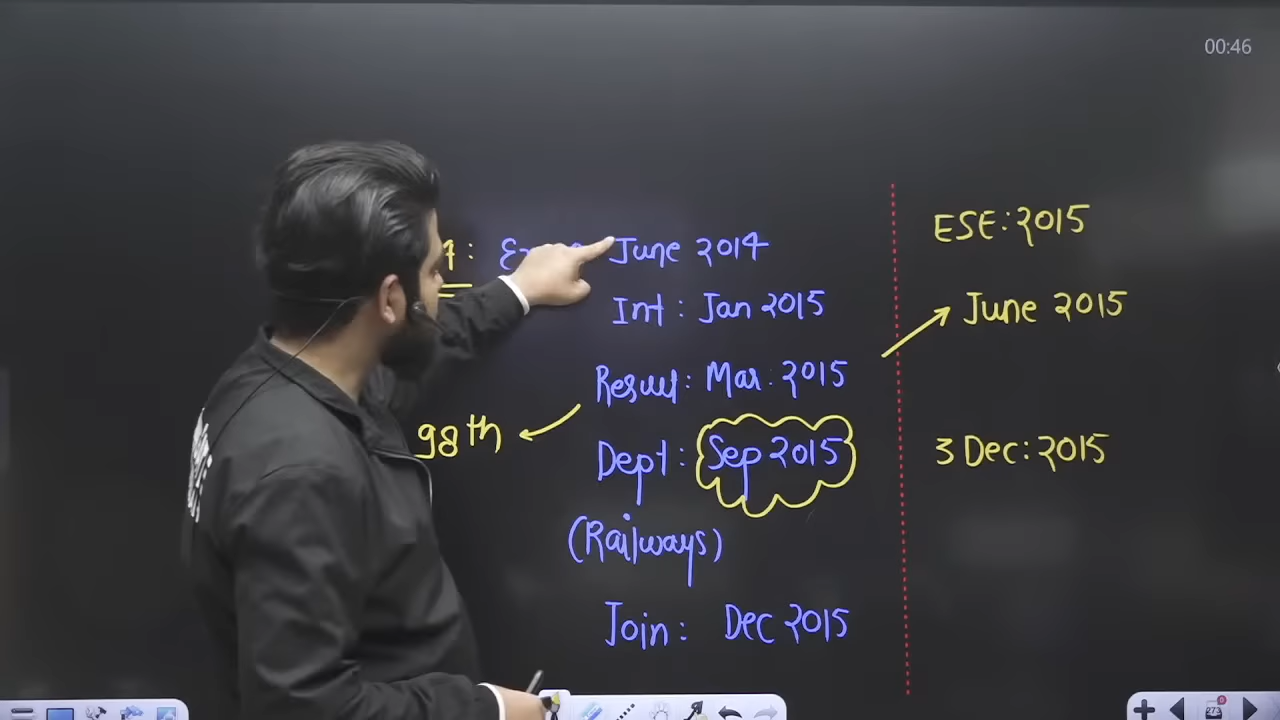 00:46
June 2014
Int : Jan 2015
Result : Mar. 2015
98th
Dept : Sep 2015
(Railways)
Join : Dec 2015
ESE : 2015
June 2015
3 Dec : 2015